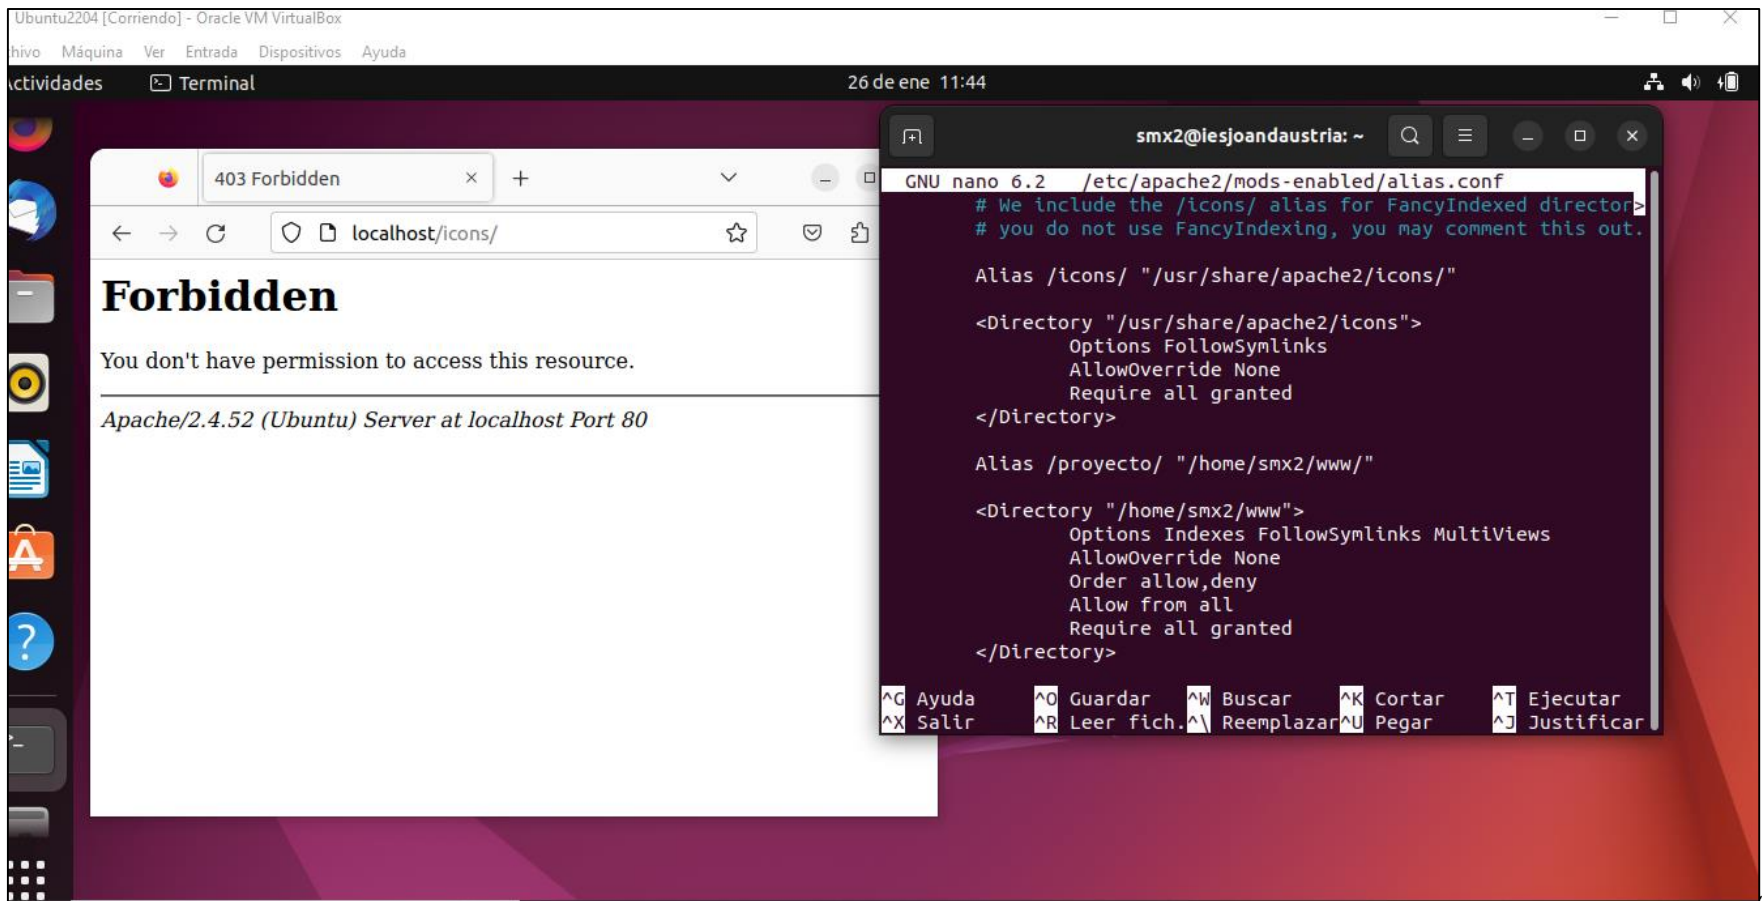 Ubuntu2204 [Corriendo] - Oracle VM VirtualBox
hivo Máquina Ver Entrada Dispositivos Ayuda
Actividades Terminal 26 de ene 11:44
403 Forbidden
localhost/icons/
Forbidden
You don't have permission to access this resource.
Apache/2.4.52 (Ubuntu) Server at localhost Port 80
smx2@iesjoandaustria: ~
GNU nano 6.2 /etc/apache2/mods-enabled/alias.conf
# We include the /icons/ alias for FancyIndexed director>
# you do not use FancyIndexing, you may comment this out.
Alias /icons/ "/usr/share/apache2/icons/"
<Directory "/usr/share/apache2/icons">
Options FollowSymlinks
AllowOverride None
Require all granted
</Directory>
Alias /proyecto/ "/home/smx2/www/"
<Directory "/home/smx2/www">
Options Indexes FollowSymlinks MultiViews
AllowOverride None
Order allow,deny
Allow from all
Require all granted
</Directory>
^G Ayuda ^O Guardar ^W Buscar ^K Cortar ^T Ejecutar
^X Salir ^R Leer fich. ^\ Reemplazar ^U Pegar ^J Justificar